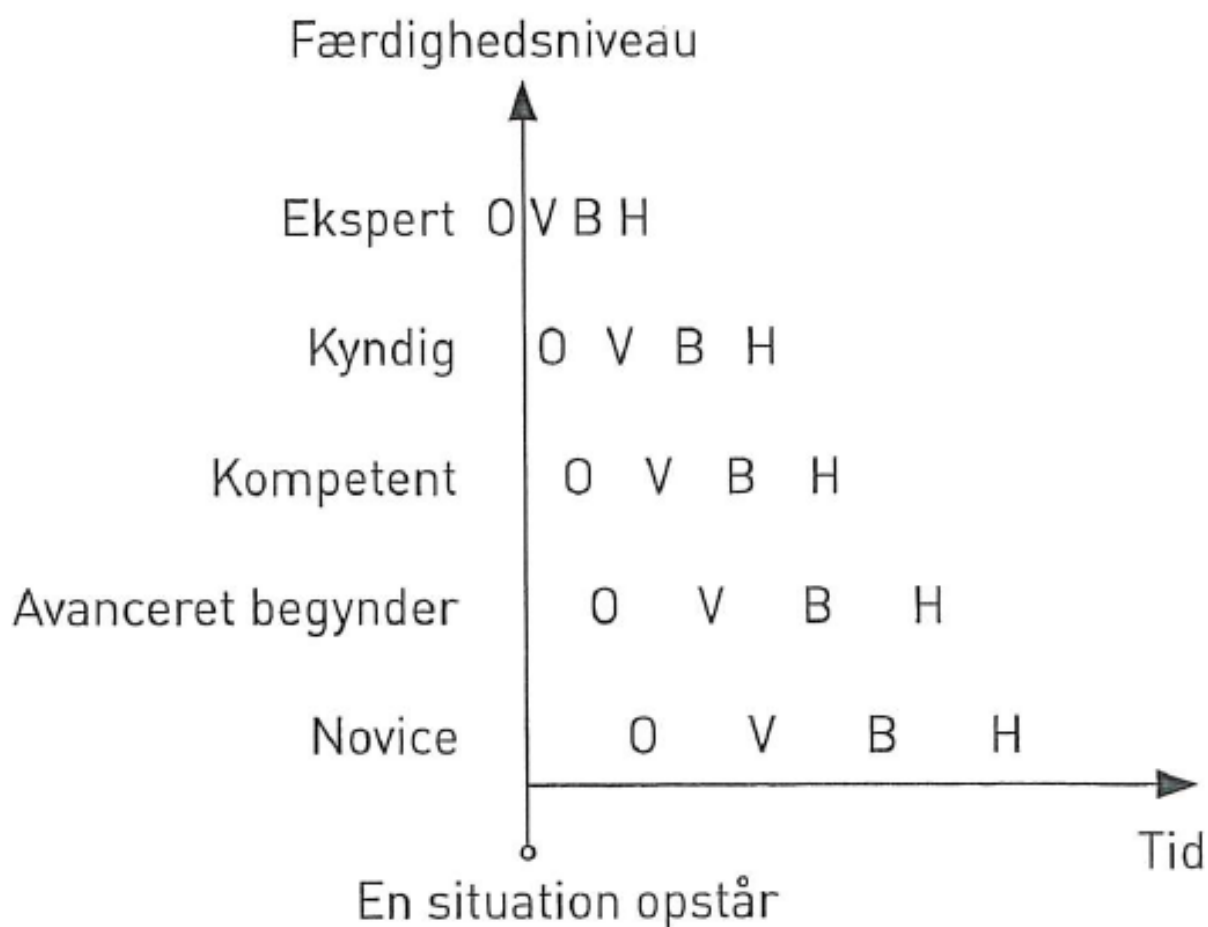 Færdighedsniveau
Ekspert O V B H
Kyndig O V B H
Kompetent O V B H
Avanceret begynder O V B H
Novice O V B H
Tid
En situation opstår